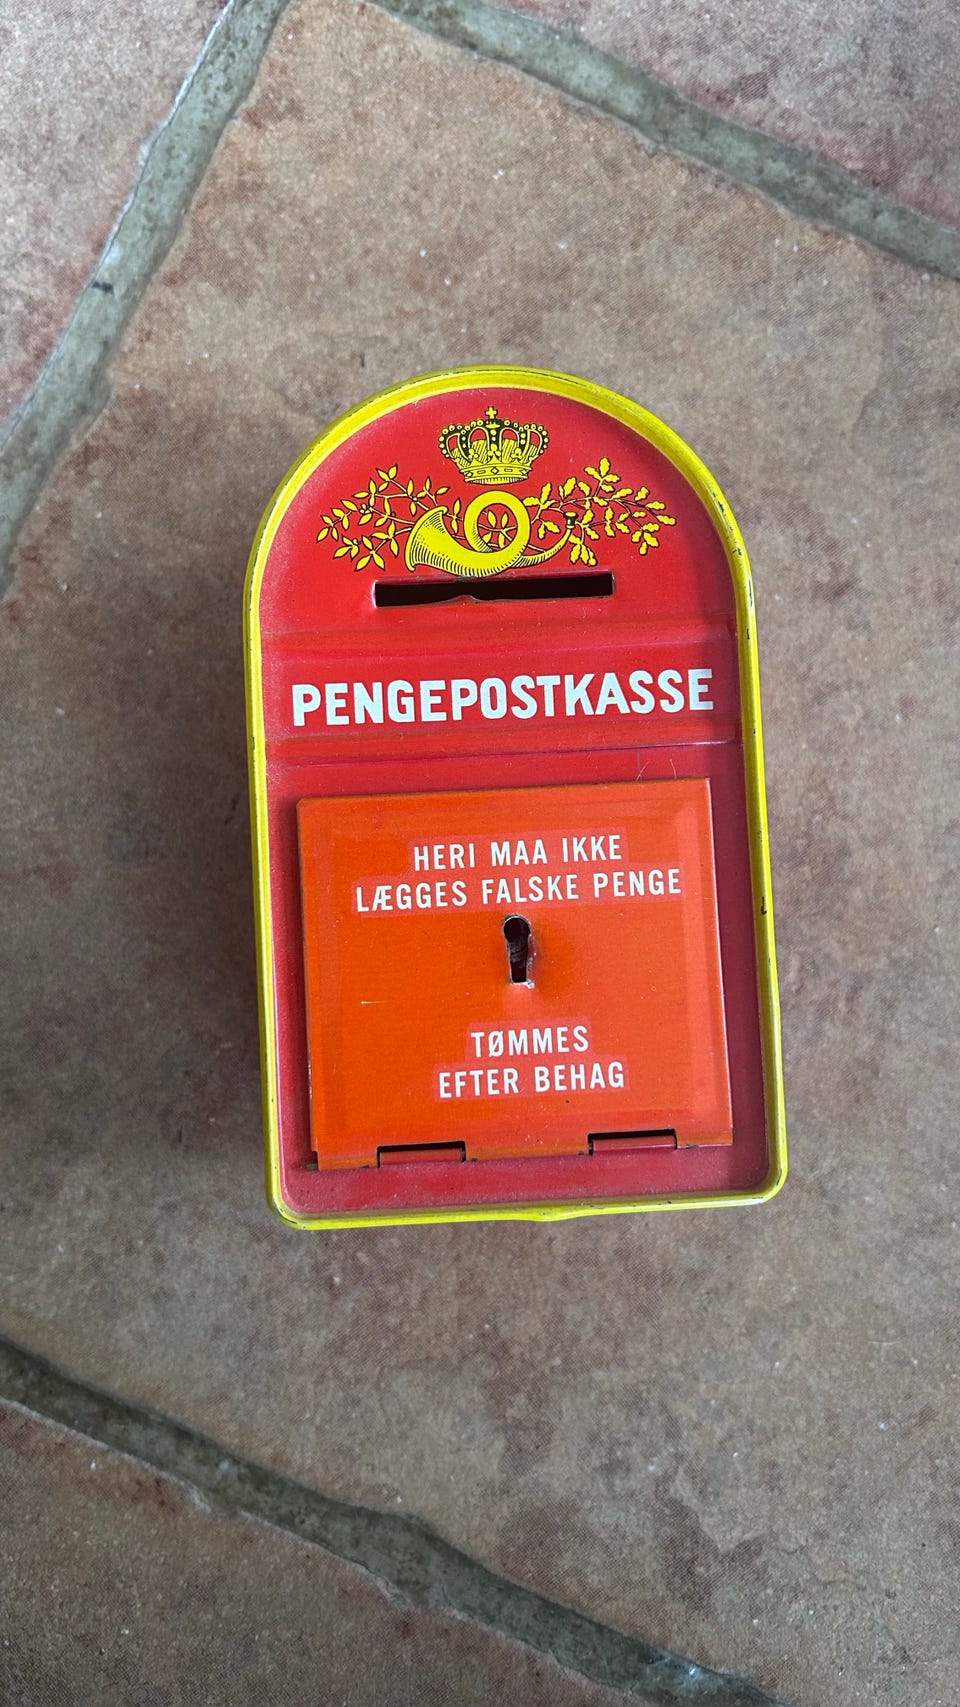 PENGEPOSTKASSE
HERI MAA IKKE
LÆGGES FALSKE PENGE
TØMMES
EFTER BEHAG